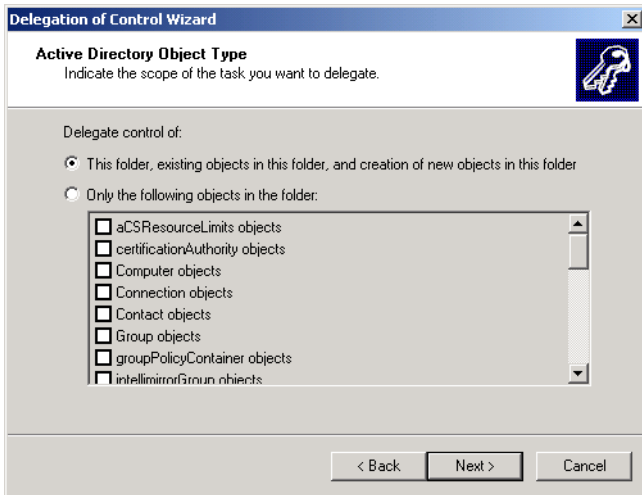 Delegation of Control Wizard
Active Directory Object Type
Indicate the scope of the task you want to delegate.
Delegate control of:
This folder, existing objects in this folder, and creation of new objects in this folder
Only the following objects in the folder:
aCSResourceLimits objects
certificationAuthority objects
Computer objects
Connection objects
Contact objects
Group objects
groupPolicyContainer objects
intellimirrorGroup objects
< Back
Next >
Cancel